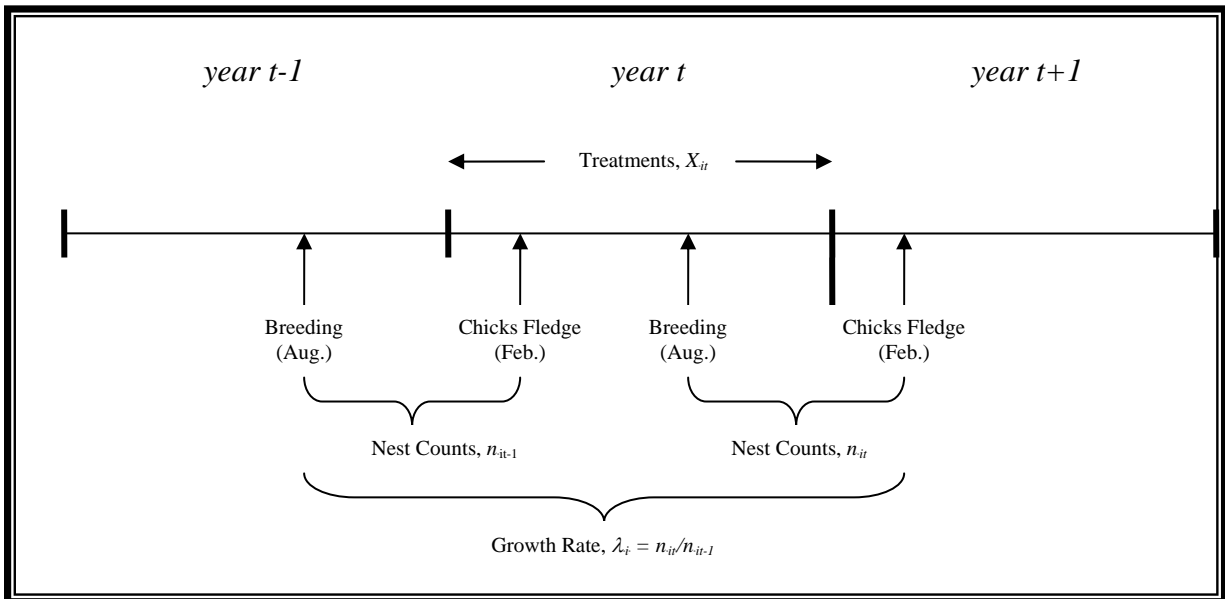 year t-1 year t year t+1
Treatments, X_it
Breeding (Aug.)
Chicks Fledge (Feb.)
Breeding (Aug.)
Chicks Fledge (Feb.)
Nest Counts, n_it-1
Nest Counts, n_it
Growth Rate, λ_i· = n_it/n_it-1